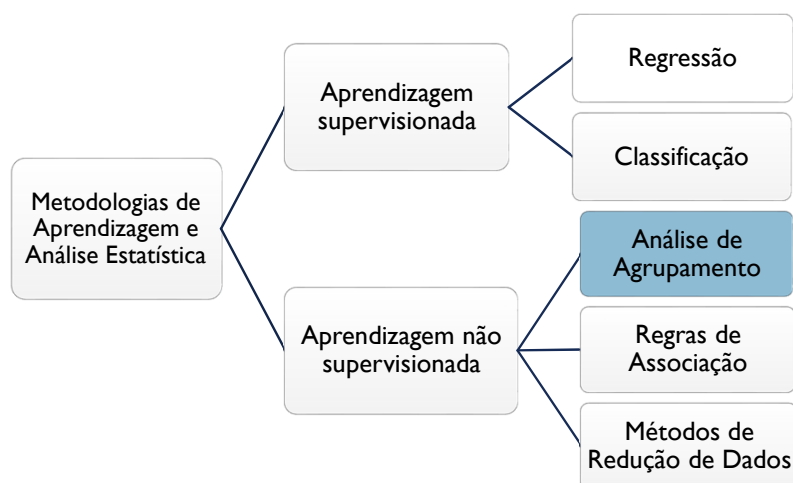 Metodologias de
Aprendizagem e
Análise Estatística
Aprendizagem
supervisionada
Regressão
Classificação
Aprendizagem não
supervisionada
Análise de
Agrupamento
Regras de
Associação
Métodos de
Redução de Dados